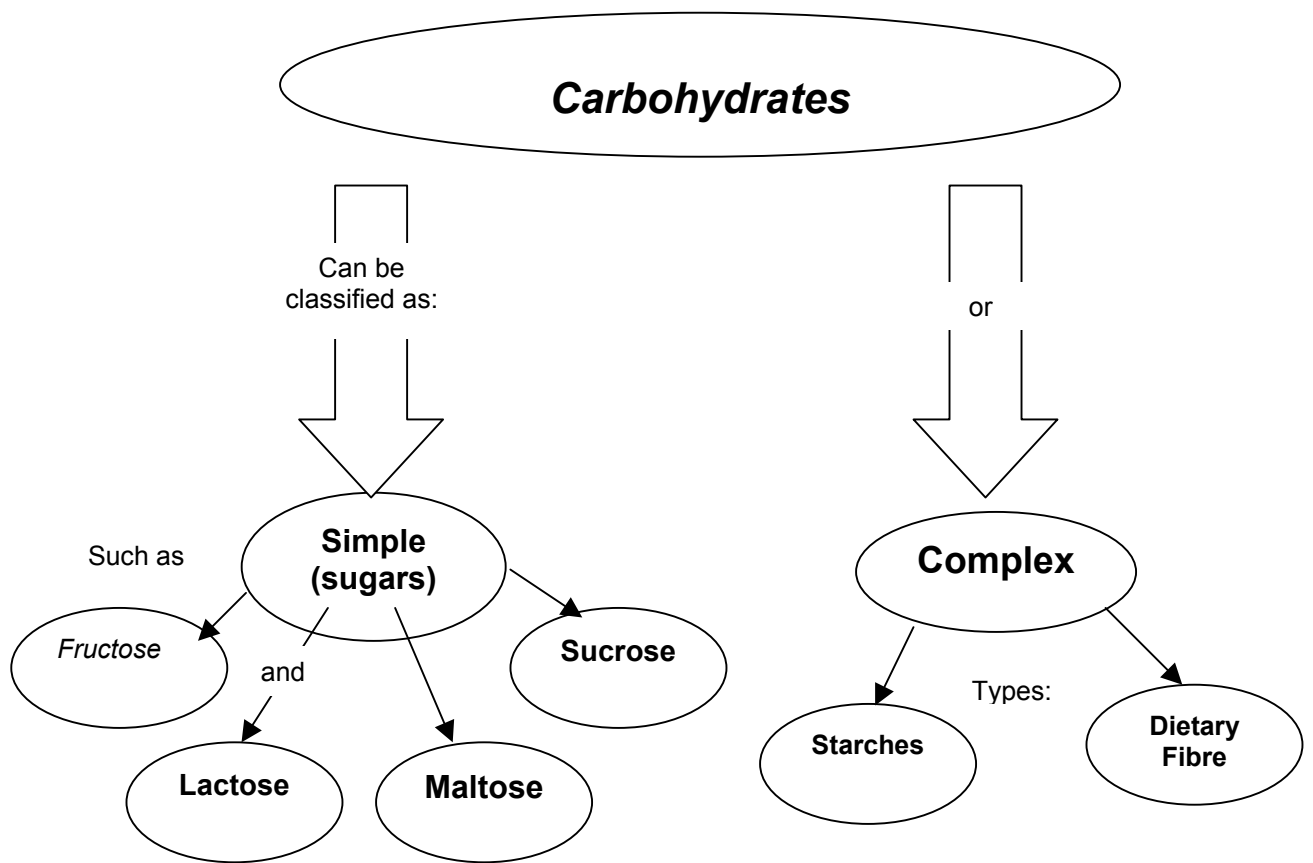 Carbohydrates
Can be
classified as:
or
Simple
(sugars)
Complex
Such as
Fructose
and
Sucrose
Lactose
Maltose
Types:
Starches
Dietary
Fibre